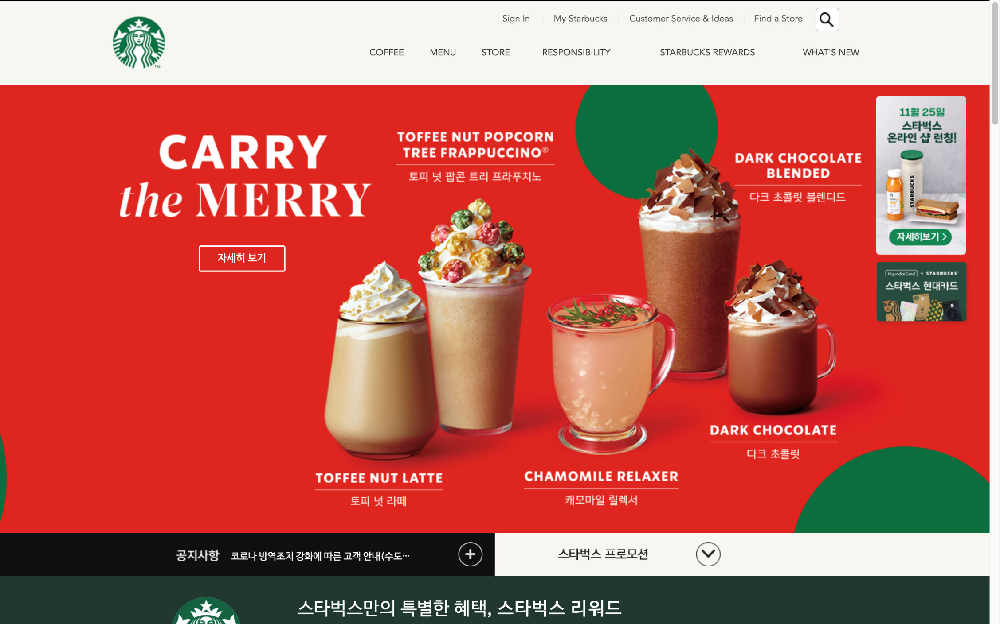 Sign In
My Starbucks
Customer Service & Ideas
Find a Store
TM
COFFEE
MENU
STORE
RESPONSIBILITY
STARBUCKS REWARDS
WHAT'S NEW
CARRY
the MERRY
자세히 보기
TOFFEE NUT POPCORN
TREE FRAPPUCCINO®
토피 넛 팝콘 트리 프라푸치노
DARK CHOCOLATE
BLENDED
다크 초콜릿 블렌디드
11월 25일
스타벅스
온라인 샵 런칭!
STARBUCKS
자세히보기 >
HyundaiCard + STARBUCKS
스타벅스 현대카드
DARK CHOCOLATE
다크 초콜릿
TOFFEE NUT LATTE
토피 넛 라떼
CHAMOMILE RELAXER
캐모마일 릴렉서
공지사항
코로나 방역조치 강화에 따른 고객 안내(수도…
스타벅스 프로모션
스타벅스만의 특별한 혜택, 스타벅스 리워드